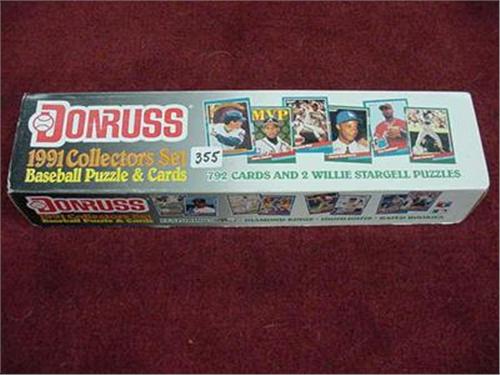 DONRUSS
1991 Collectors Set
Baseball Puzzle & Cards
355
MVP
792 CARDS AND 2 WILLIE STARGELL PUZZLES
DONRUSS
1991 Collectors Set
Baseball Puzzle & Cards
DIAMOND KINGS
RATED ROOKIES